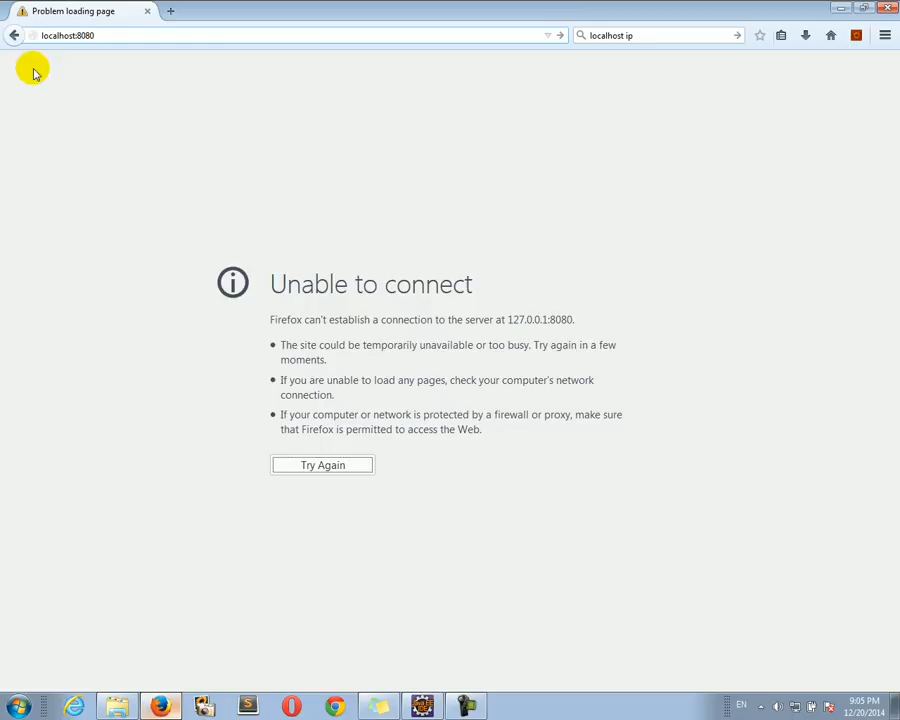 Problem loading page
localhost:8080
localhost ip
Unable to connect
Firefox can't establish a connection to the server at 127.0.0.1:8080.
The site could be temporarily unavailable or too busy. Try again in a few
moments.
If you are unable to load any pages, check your computer's network
connection.
If your computer or network is protected by a firewall or proxy, make sure
that Firefox is permitted to access the Web.
Try Again
EN
9:05 PM
12/20/2014